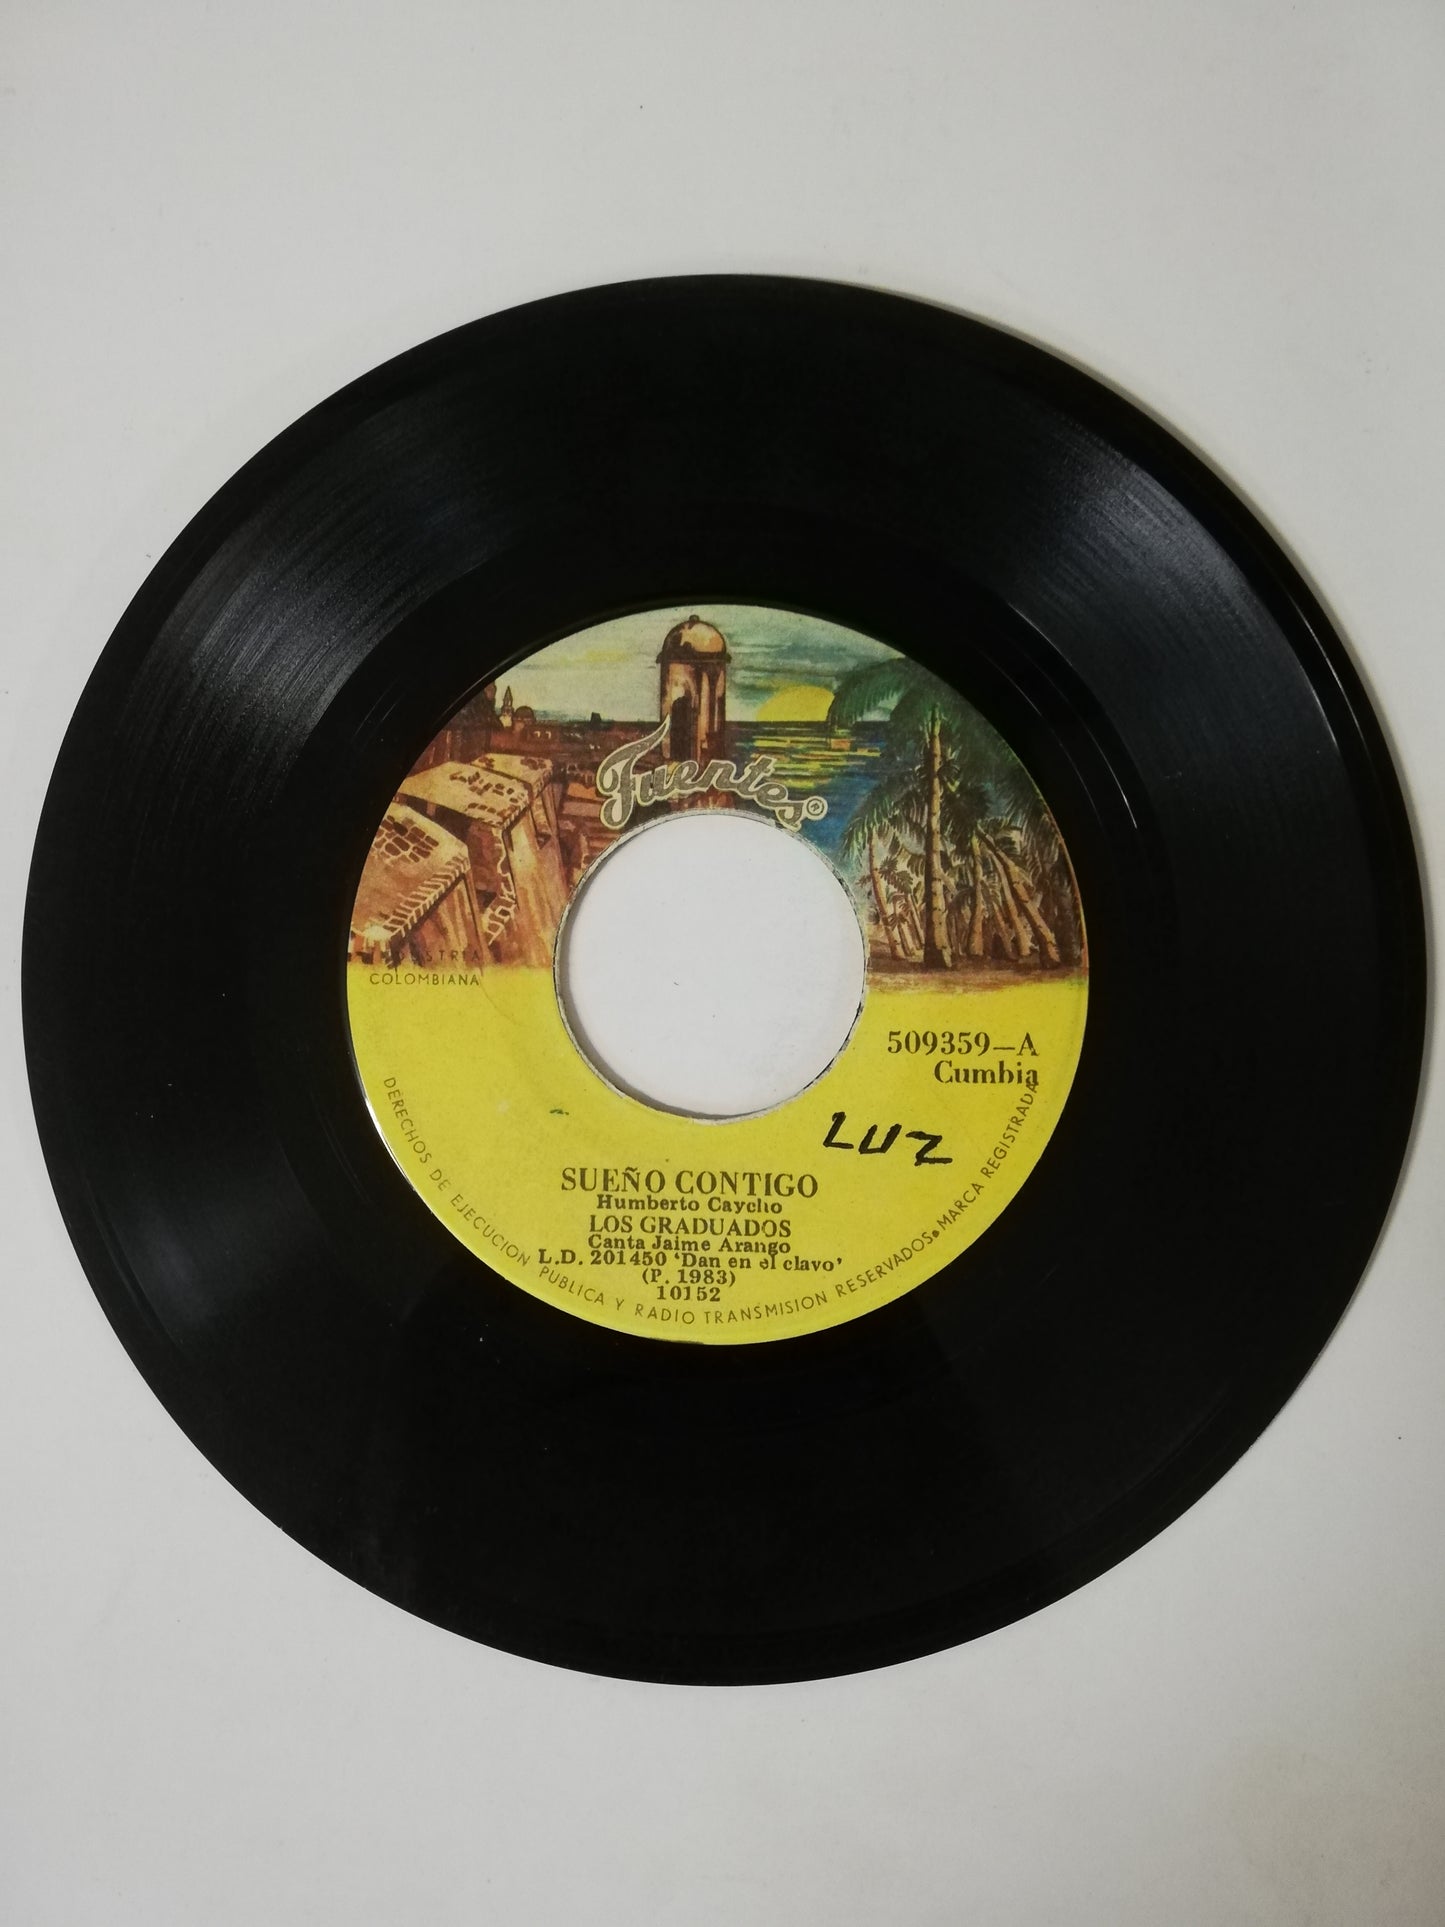 Fuentes®
INDUSTRIA
COLOMBIANA
509359-A
Cumbia
LUZ
SUEÑO CONTIGO
Humberto Caycho
LOS GRADUADOS
Canta Jaime Arango
L.D. 201450 'Dan en el clavo'
(P. 1983)
10152
DERECHOS DE EJECUCION PUBLICA Y RADIO TRANSMISION RESERVADOS. MARCA REGISTRADA